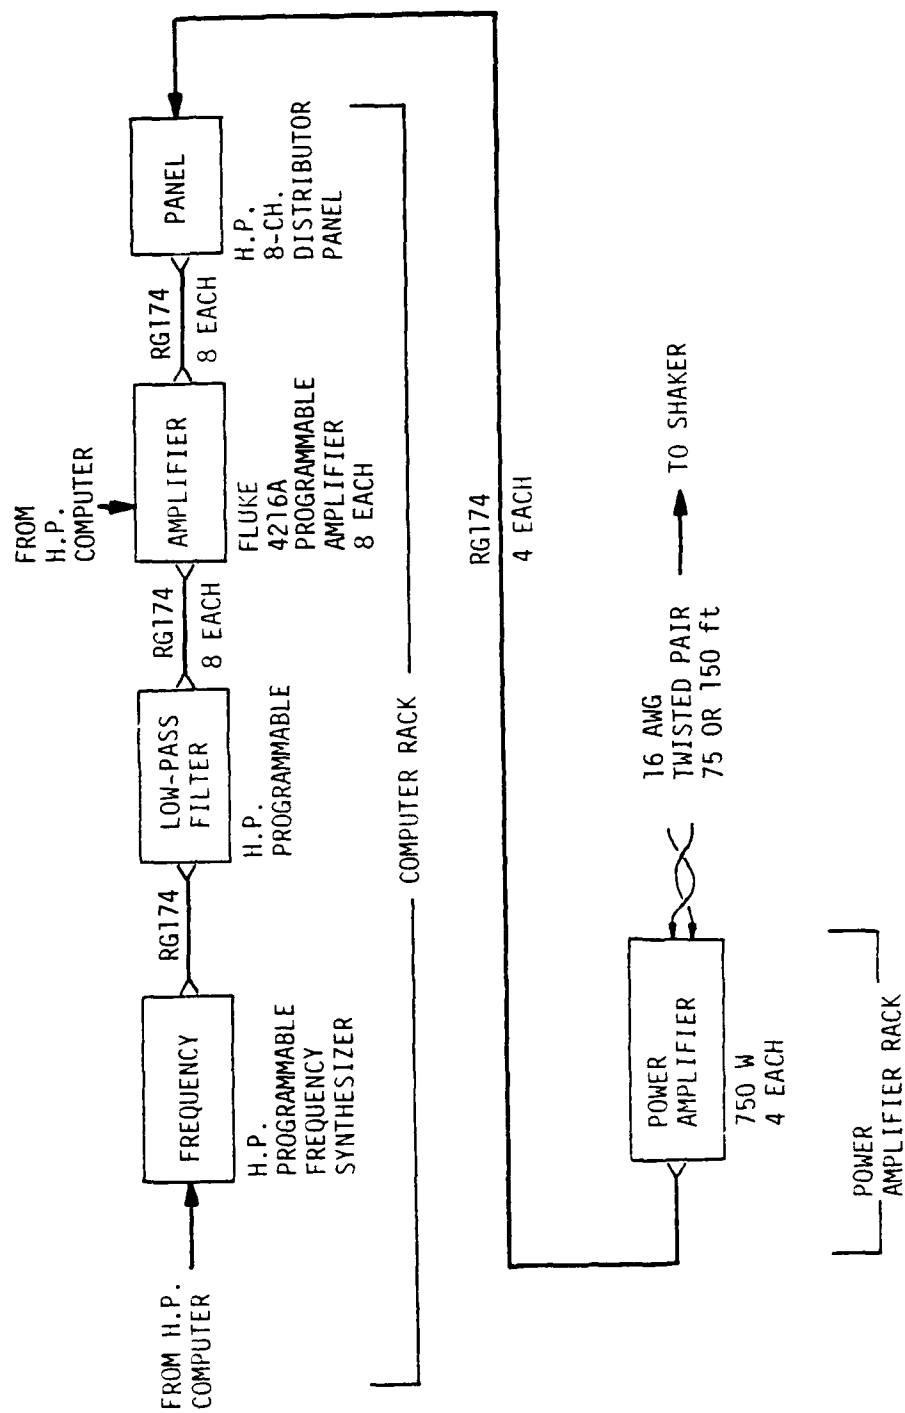 FROM H.P.
COMPUTER
FREQUENCY
H.P.
PROGRAMMABLE
FREQUENCY
SYNTHESIZER
RG174
LOW-PASS
FILTER
H.P.
PROGRAMMABLE
RG174
8 EACH
FROM
H.P.
COMPUTER
AMPLIFIER
FLUKE
4216A
PROGRAMMABLE
AMPLIFIER
8 EACH
RG174
8 EACH
PANEL
H.P.
8-CH.
DISTRIBUTOR
PANEL
COMPUTER RACK
RG174
4 EACH
POWER
AMPLIFIER
750 W
4 EACH
16 AWG
TWISTED PAIR
75 OR 150 ft
TO SHAKER
POWER
AMPLIFIER RACK